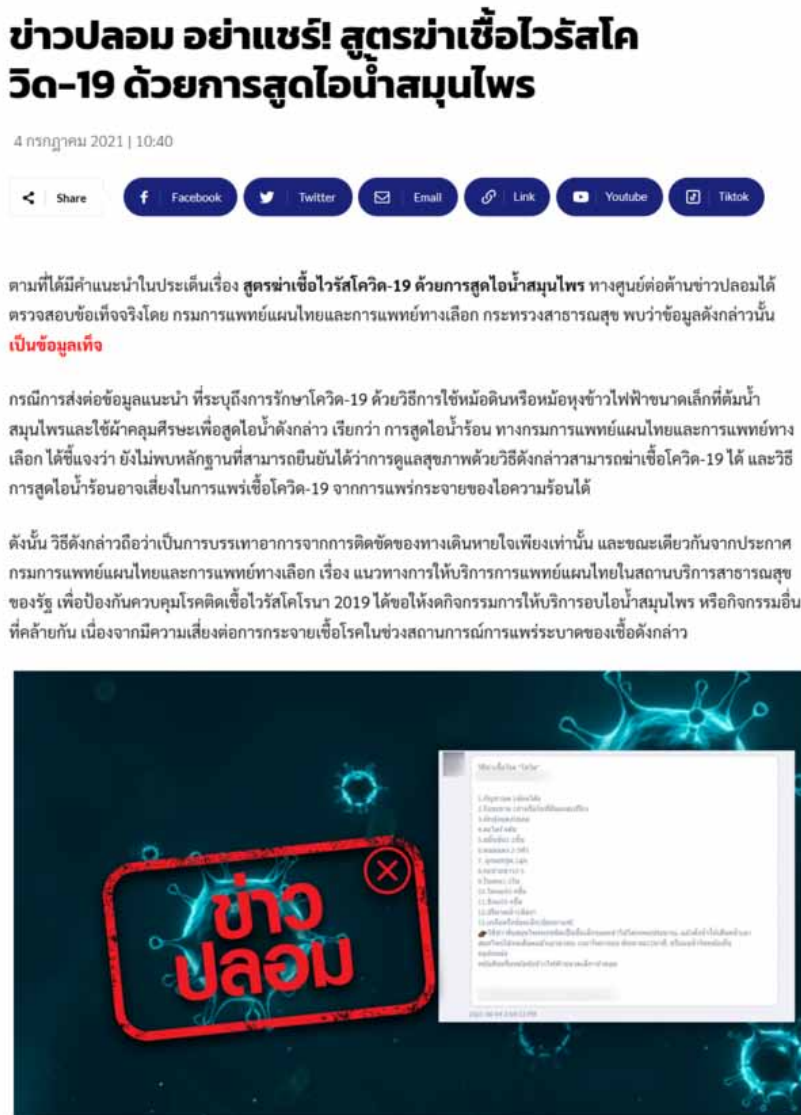 ข่าวปลอม อย่าแชร์! สูตรฆ่าเชื้อไวรัสโค
วิด-19 ด้วยการสูดไอน้ำสมุนไพร
4 กรกฎาคม 2021 | 10:40
Share Facebook Twitter Email Link Youtube Tiktok
ตามที่ได้มีคำแนะนำในประเด็นเรื่อง สูตรฆ่าเชื้อไวรัสโควิด-19 ด้วยการสูดไอน้ำสมุนไพร ทางศูนย์ต่อต้านข่าวปลอมได้
ตรวจสอบข้อเท็จจริงโดย กรมการแพทย์แผนไทยและการแพทย์ทางเลือก กระทรวงสาธารณสุข พบว่าข้อมูลดังกล่าวนั้น
เป็นข้อมูลเท็จ
กรณีการส่งต่อข้อมูลแนะนำ ที่ระบุถึงการรักษาโควิด-19 ด้วยวิธีการใช้หม้อดินหรือหม้อหุงข้าวไฟฟ้าขนาดเล็กที่ต้มน้ำ
สมุนไพรและใช้ผ้าคลุมศีรษะเพื่อสูดไอน้ำดังกล่าว เรียกว่า การสูดไอน้ำร้อน ทางกรมการแพทย์แผนไทยและการแพทย์ทาง
เลือก ได้ชี้แจงว่า ยังไม่พบหลักฐานที่สามารถยืนยันได้ว่าการดูแลสุขภาพด้วยวิธีดังกล่าวสามารถฆ่าเชื้อโควิด-19 ได้ และวิธี
การสูดไอน้ำร้อนอาจเสี่ยงในการแพร่เชื้อโควิด-19 จากการแพร่กระจายของไอความร้อนได้
ดังนั้น วิธีดังกล่าวถือว่าเป็นการบรรเทาอาการจากการติดขัดของทางเดินหายใจเพียงเท่านั้น และขณะเดียวกันจากประกาศ
กรมการแพทย์แผนไทยและการแพทย์ทางเลือก เรื่อง แนวทางการให้บริการการแพทย์แผนไทยในสถานบริการสาธารณสุข
ของรัฐ เพื่อป้องกันควบคุมโรคติดเชื้อไวรัสโคโรนา 2019 ได้ขอให้งดกิจกรรมการให้บริการอบไอน้ำสมุนไพร หรือกิจกรรมอื่น
ที่คล้ายกัน เนื่องจากมีความเสี่ยงต่อการกระจายเชื้อโรคในช่วงสถานการณ์การแพร่ระบาดของเชื้อดังกล่าว
ข่าว
ปลอม